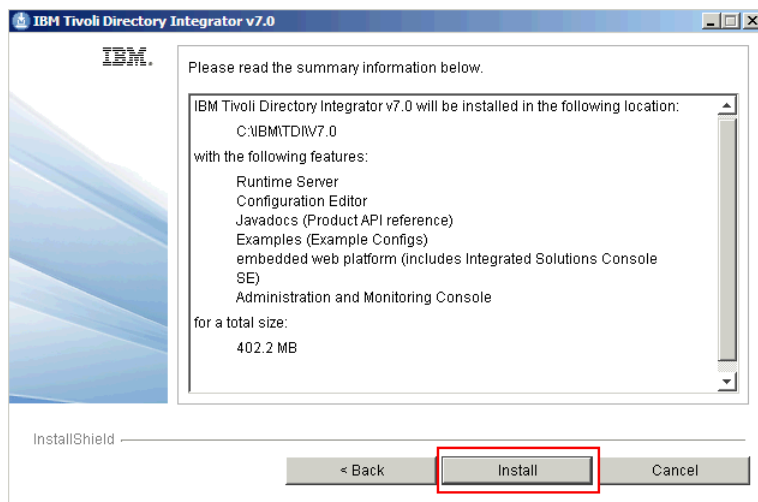 IBM Tivoli Directory Integrator v7.0
IBM.
Please read the summary information below.
IBM Tivoli Directory Integrator v7.0 will be installed in the following location:
C:\IBM\TDI\V7.0
with the following features:
Runtime Server
Configuration Editor
Javadocs (Product API reference)
Examples (Example Configs)
embedded web platform (includes Integrated Solutions Console
SE)
Administration and Monitoring Console
for a total size:
402.2 MB
InstallShield
< Back Install Cancel